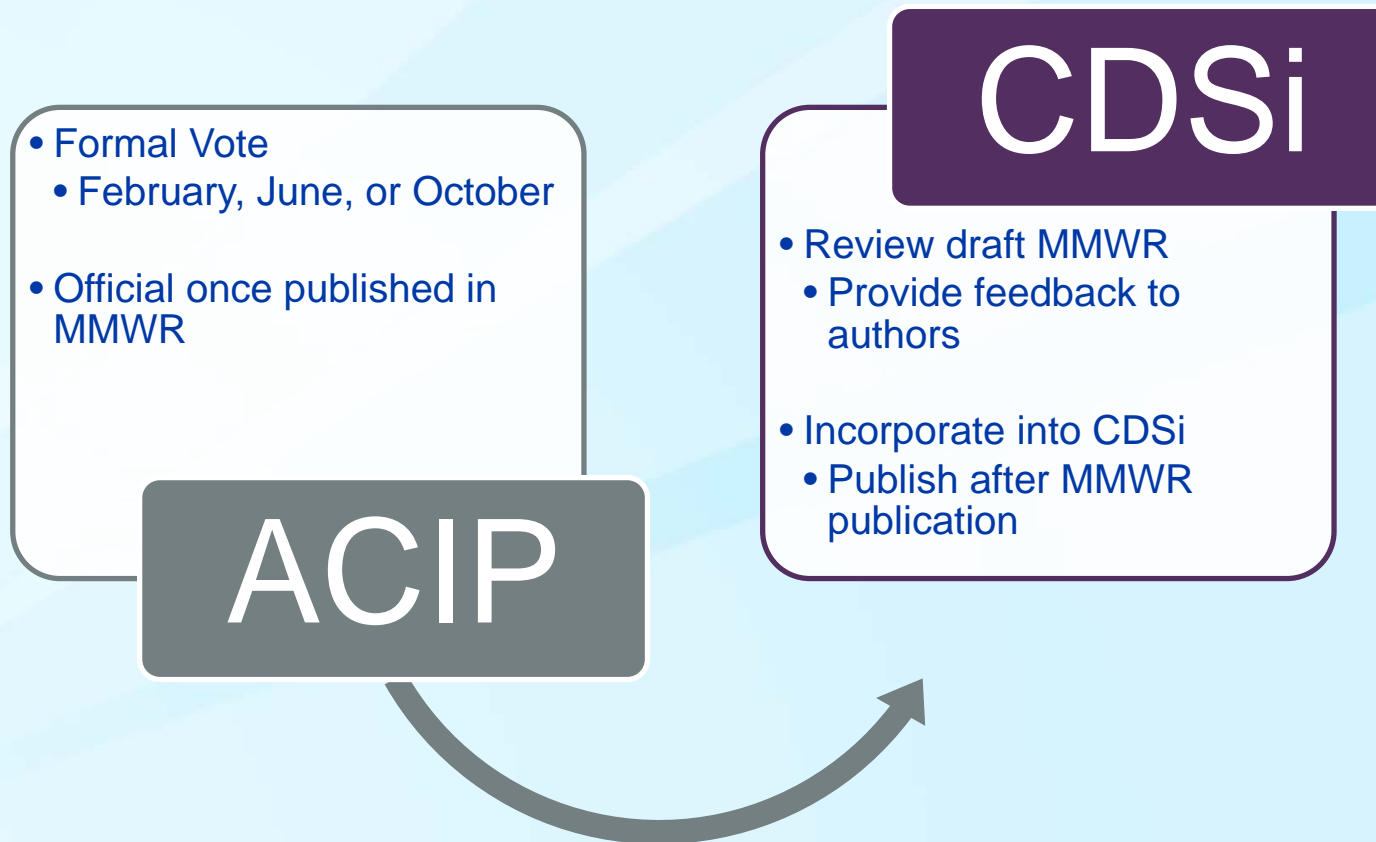 • Formal Vote
• February, June, or October
• Official once published in
MMWR
ACIP
CDSi
• Review draft MMWR
• Provide feedback to
authors
• Incorporate into CDSi
• Publish after MMWR
publication